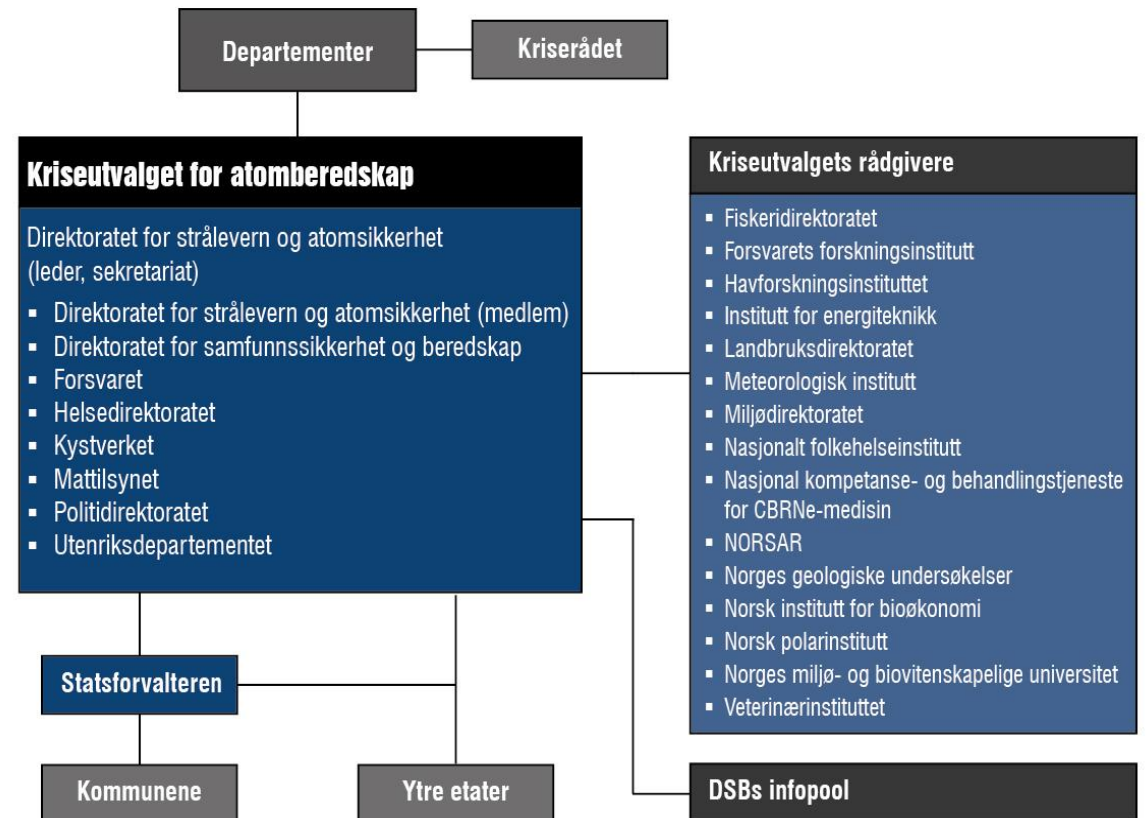 Departementer
Kriserådet
Kriseutvalget for atomberedskap
Direktoratet for strålevern og atomsikkerhet
(leder, sekretariat)
▪ Direktoratet for strålevern og atomsikkerhet (medlem)
▪ Direktoratet for samfunnssikkerhet og beredskap
▪ Forsvaret
▪ Helsedirektoratet
▪ Kystverket
▪ Mattilsynet
▪ Politidirektoratet
▪ Utenriksdepartementet
Kriseutvalgets rådgivere
▪ Fiskeridirektoratet
▪ Forsvarets forskningsinstitutt
▪ Havforskningsinstituttet
▪ Institutt for energiteknikk
▪ Landbruksdirektoratet
▪ Meteorologisk institutt
▪ Miljødirektoratet
▪ Nasjonalt folkehelseinstitutt
▪ Nasjonal kompetanse- og behandlingstjeneste
for CBRNe-medisin
▪ NORSAR
▪ Norges geologiske undersøkelser
▪ Norsk institutt for bioøkonomi
▪ Norsk polarinstitutt
▪ Norges miljø- og biovitenskapelige universitet
▪ Veterinærinstituttet
Statsforvalteren
Kommunene
Ytre etater
DSBs infopool